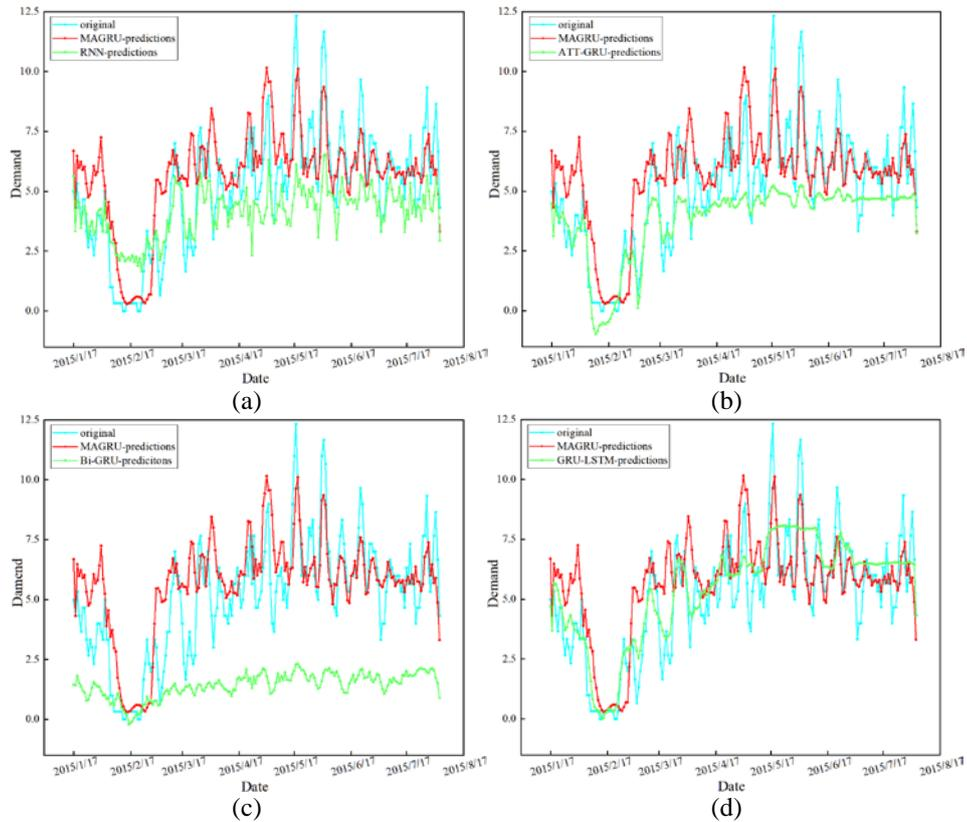 12.5
original
MAGRU-predictions
RNN-predictions
10.0
7.5
5.0
2.5
0.0
Demand
2015/1/17 2015/2/17 2015/3/17 2015/4/17 2015/5/17 2015/6/17 2015/7/17 2015/8/17
Date
(a)
12.5
original
MAGRU-predictions
ATT-GRU-predictions
10.0
7.5
5.0
2.5
0.0
Demand
2015/1/17 2015/2/17 2015/3/17 2015/4/17 2015/5/17 2015/6/17 2015/7/17 2015/8/17
Date
(b)
12.5
original
MAGRU-predictions
Bi-GRU-predicitons
10.0
7.5
5.0
2.5
0.0
Damend
2015/1/17 2015/2/17 2015/3/17 2015/4/17 2015/5/17 2015/6/17 2015/7/17 2015/8/17
Date
(c)
12.5
original
MAGRU-predictions
GRU-LSTM-predictions
10.0
7.5
5.0
2.5
0.0
Demand
2015/1/17 2015/2/17 2015/3/17 2015/4/17 2015/5/17 2015/6/17 2015/7/17 2015/8/17
Date
(d)